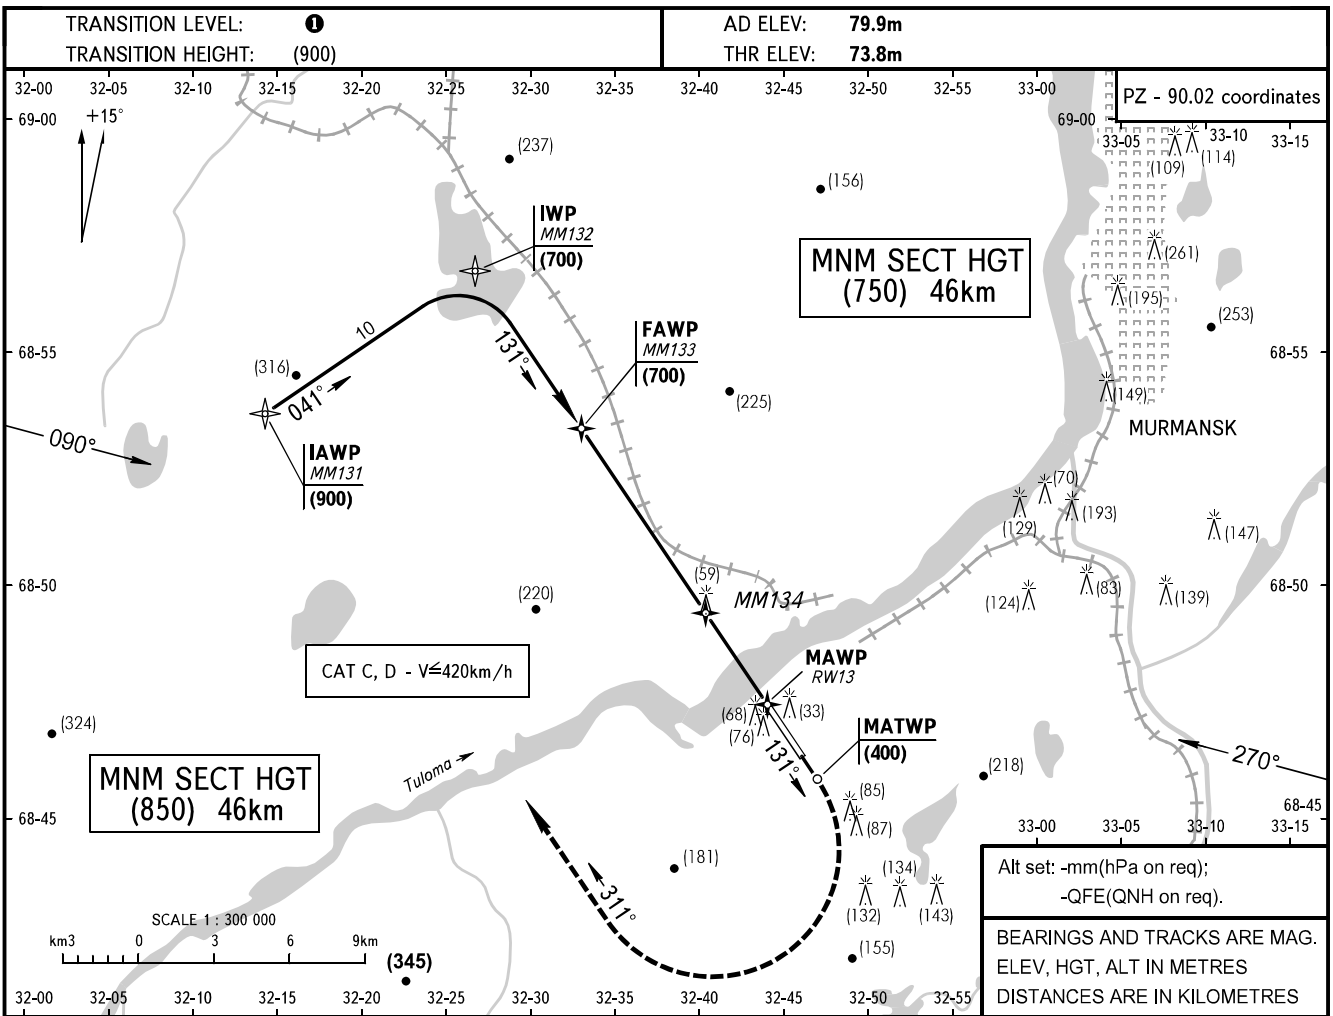 TRANSITION LEVEL: ❶
AD ELEV: 79.9m
TRANSITION HEIGHT: (900)
THR ELEV: 73.8m
32-00 32-05 32-10 32-15 32-20 32-25 32-30 32-35 32-40 32-45 32-50 32-55 33-00
PZ - 90.02 coordinates
+15°
69-00
69-00
33-05
33-10
33-15
(237)
(109)
(114)
(156)
IWP
MM132
(700)
MNM SECT HGT
(750) 46km
(261)
(195)
(253)
10
131°
FAWP
MM133
(700)
68-55
68-55
(316)
041°
(225)
(149)
MURMANSK
090°
IAWP
MM131
(900)
(70)
(129)
(193)
(147)
68-50
68-50
(59)
MM134
(220)
(124)
(83)
(139)
CAT C, D - V≤420km/h
MAWP
RW13
(68)
(33)
(76)
(324)
131°
MATWP
(400)
270°
MNM SECT HGT
(850) 46km
Tuloma
(218)
(85)
(87)
68-45
68-45
33-00 33-05 33-10 33-15
(181)
(134)
(132)
(143)
311°
Alt set: -mm(hPa on req);
-QFE(QNH on req).
SCALE 1 : 300 000
km3 0 3 6 9km
(345)
(155)
BEARINGS AND TRACKS ARE MAG.
ELEV, HGT, ALT IN METRES
DISTANCES ARE IN KILOMETRES
32-00 32-05 32-10 32-15 32-20 32-25 32-30 32-35 32-40 32-45 32-50 32-55